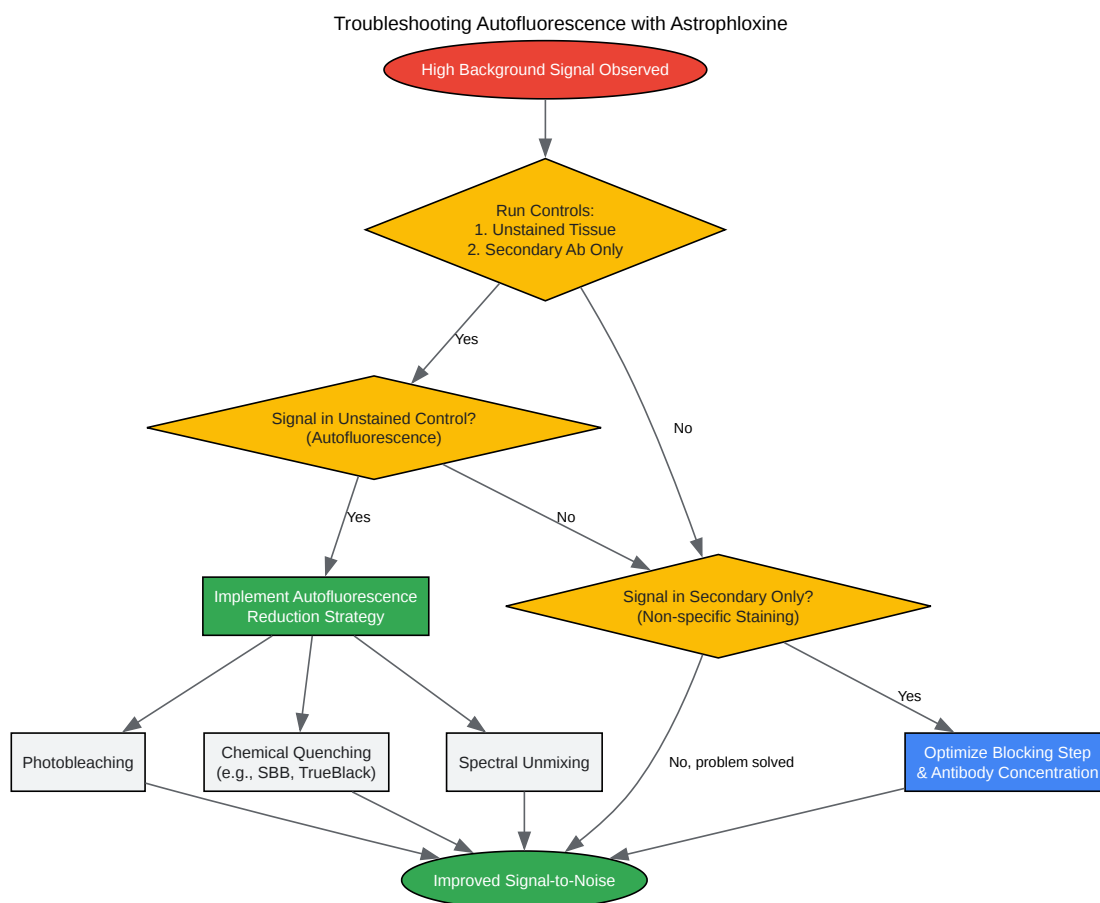 Troubleshooting Autofluorescence with Astrophloxine
High Background Signal Observed
Run Controls:
1. Unstained Tissue
2. Secondary Ab Only
Yes
Signal in Unstained Control?
(Autofluorescence)
No
Yes
No
Implement Autofluorescence
Reduction Strategy
Signal in Secondary Only?
(Non-specific Staining)
Yes
Photobleaching
Chemical Quenching
(e.g., SBB, TrueBlack)
Spectral Unmixing
No, problem solved
Optimize Blocking Step
& Antibody Concentration
Improved Signal-to-Noise